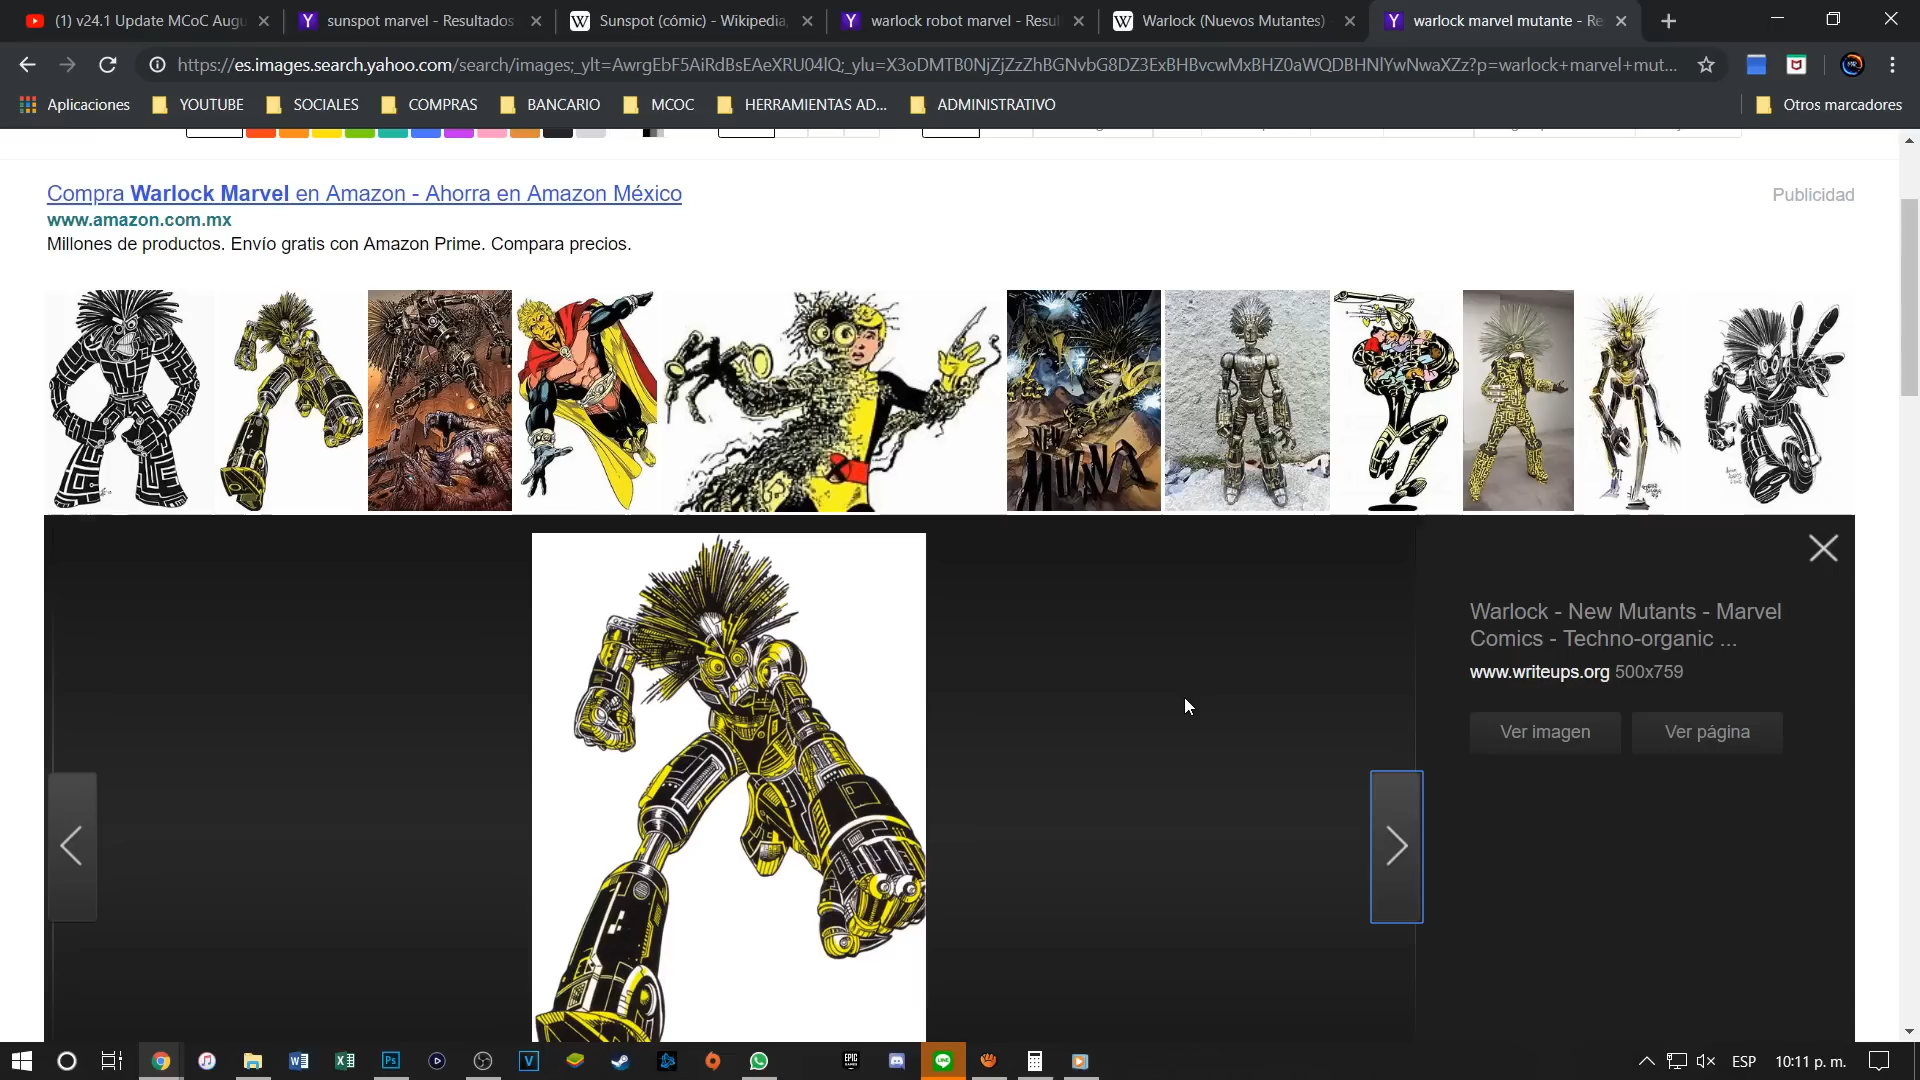 (1) v24.1 Update MCoC Augu
sunspot marvel - Resultados
Sunspot (cómic) - Wikipedia,
warlock robot marvel - Resul
Warlock (Nuevos Mutantes)
warlock marvel mutante - Re
https://es.images.search.yahoo.com/search/images;_ylt=AwrgEbF5AiRdBsEAeXRU04lQ;_ylu=X3oDMTB0NjZjZzZhBGNvbG8DZ3ExBHBvcwMxBHZ0aWQDBHNlYwNwaXZz?p=warlock+marvel+mut...
Aplicaciones
YOUTUBE
SOCIALES
COMPRAS
BANCARIO
MCOC
HERRAMIENTAS AD...
ADMINISTRATIVO
Otros marcadores
Compra Warlock Marvel en Amazon - Ahorra en Amazon México
Publicidad
www.amazon.com.mx
Millones de productos. Envío gratis con Amazon Prime. Compara precios.
NEW
Warlock - New Mutants - Marvel
Comics - Techno-organic ...
www.writeups.org 500x759
Ver imagen
Ver página
ESP
10:11 p. m.